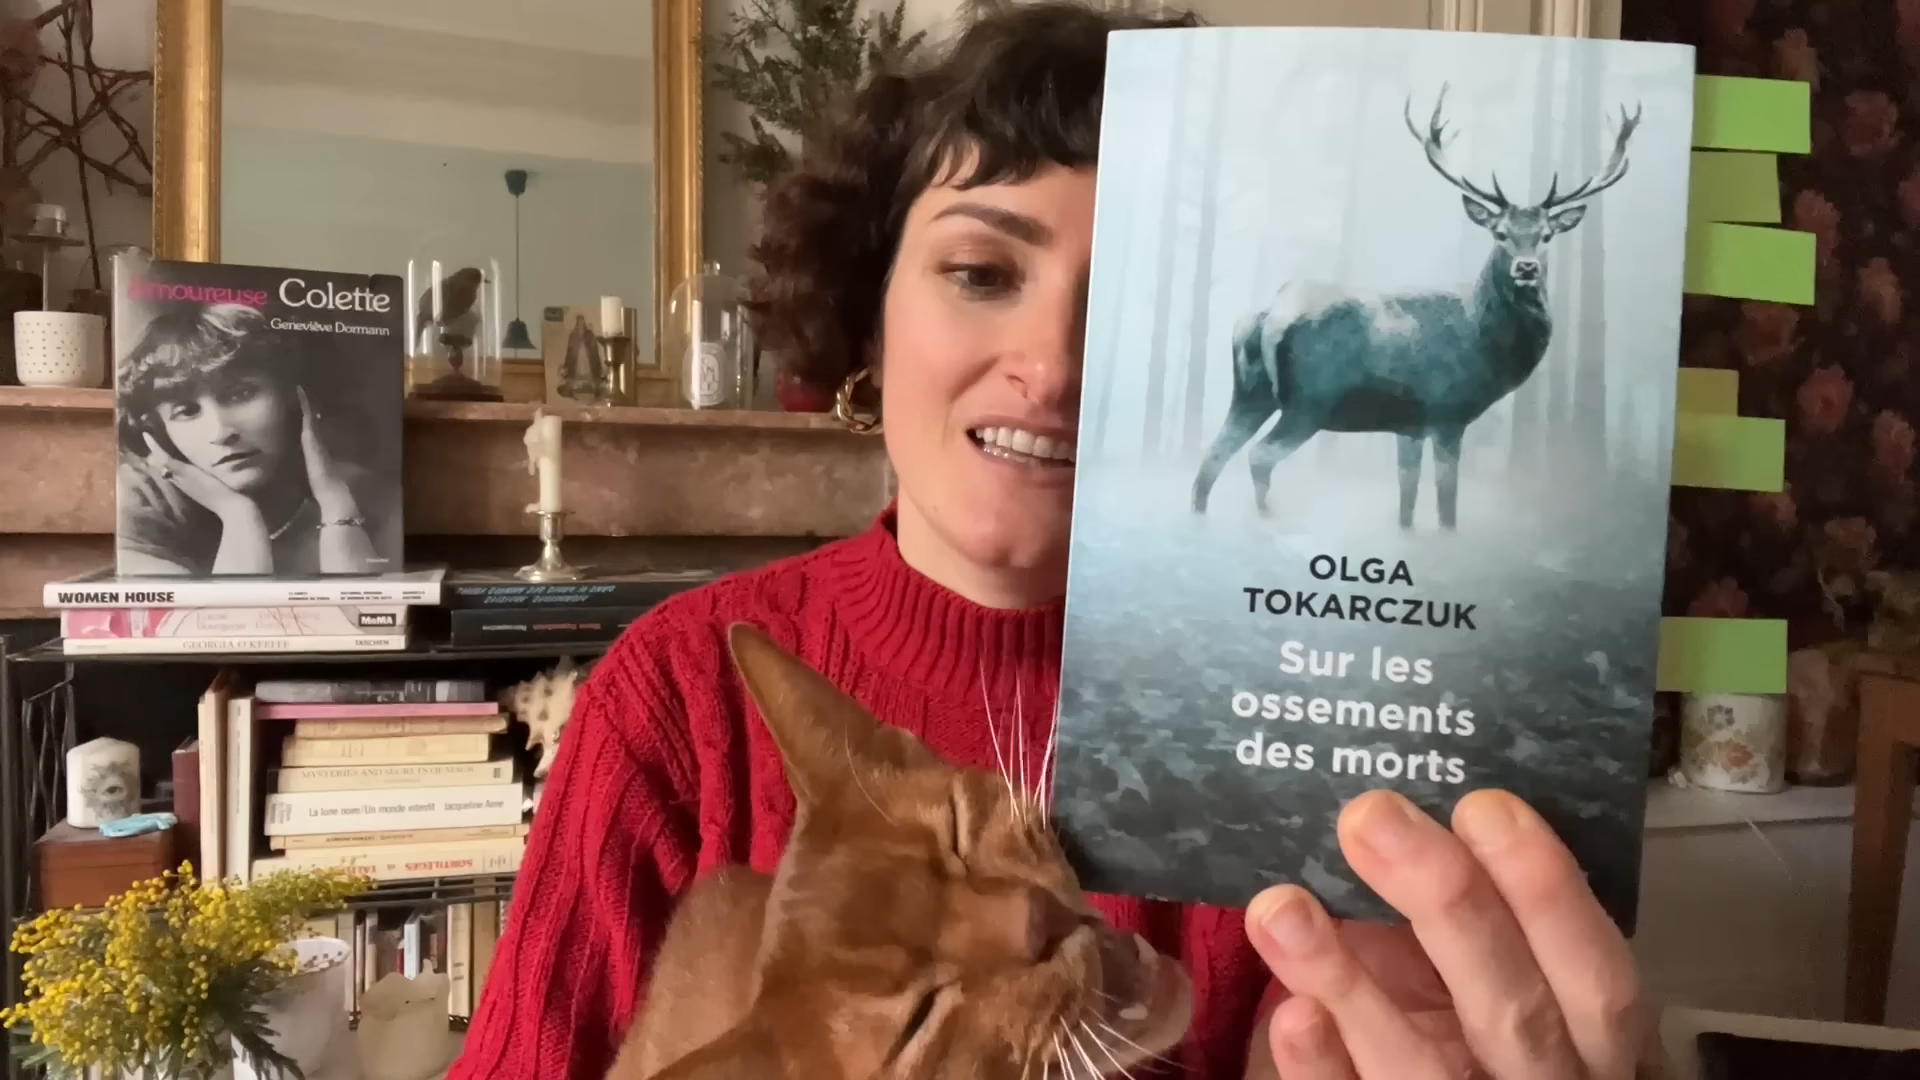 Amoureuse Colette
Geneviève Dormann
WOMEN HOUSE
MoMA
GEORGIA O'KEEFFE TASCHEN
MYSTERIES AND SECRETS OF MAGIC
La lune noire/Un monde interdit Jacqueline Aimé
SORTILÈGES
OLGA
TOKARCZUK
Sur les
ossements
des morts